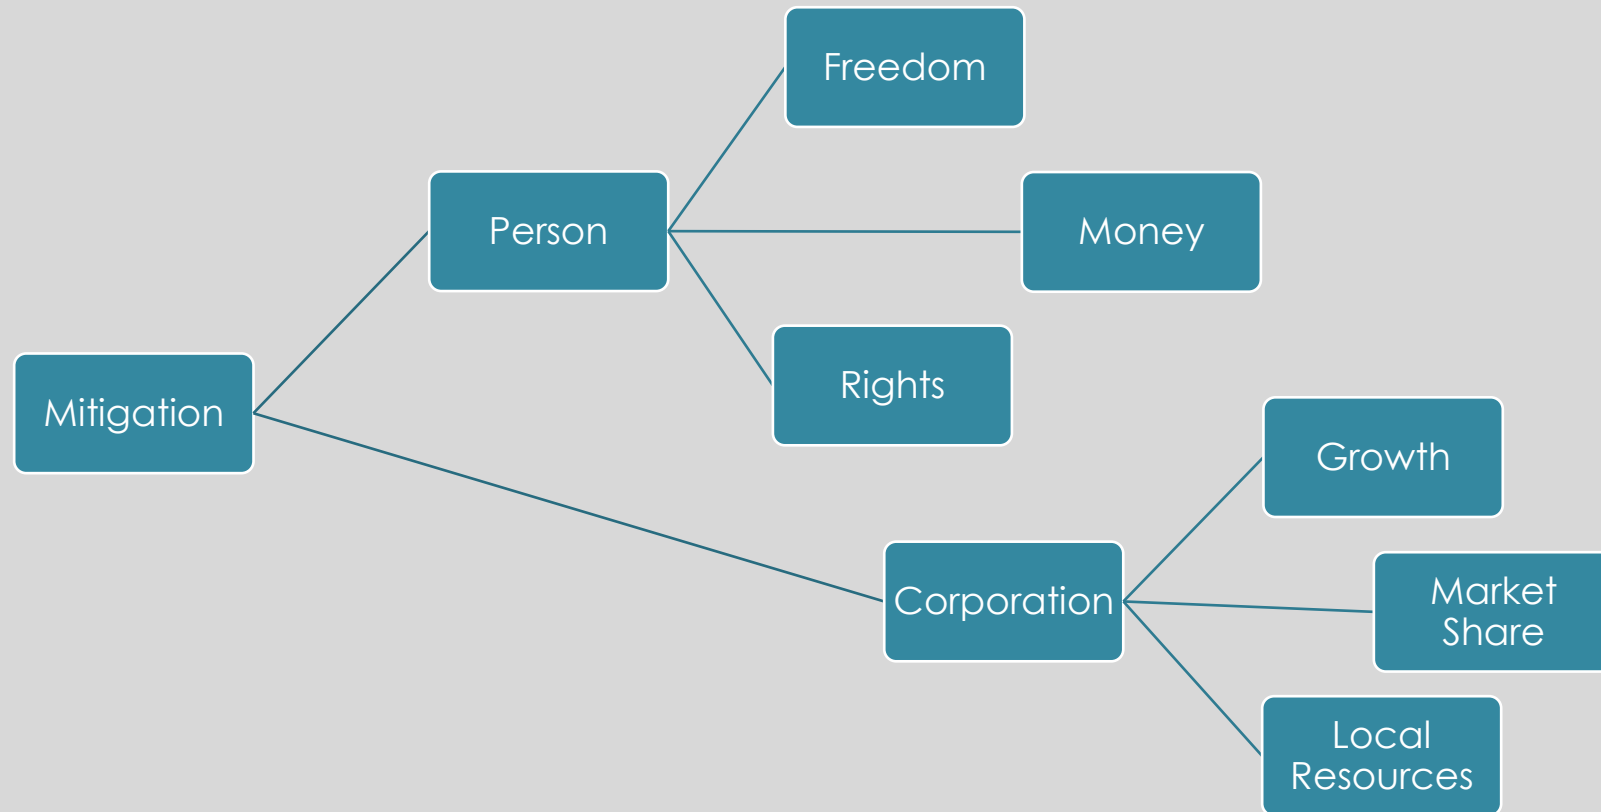 Freedom
Person
Money
Rights
Mitigation
Growth
Corporation
Market
Share
Local
Resources